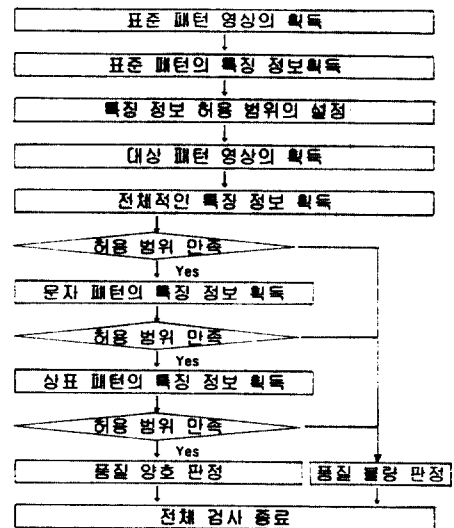 표준 패턴 영상의 획득
표준 패턴의 특징 정보획득
특징 정보 허용 범위의 설정
대상 패턴 영상의 획득
전체적인 특징 정보 획득
허용 범위 만족
Yes
문자 패턴의 특징 정보 획득
허용 범위 만족
Yes
상표 패턴의 특징 정보 획득
허용 범위 만족
Yes
품질 양호 판정
품질 불량 판정
전체 검사 종료